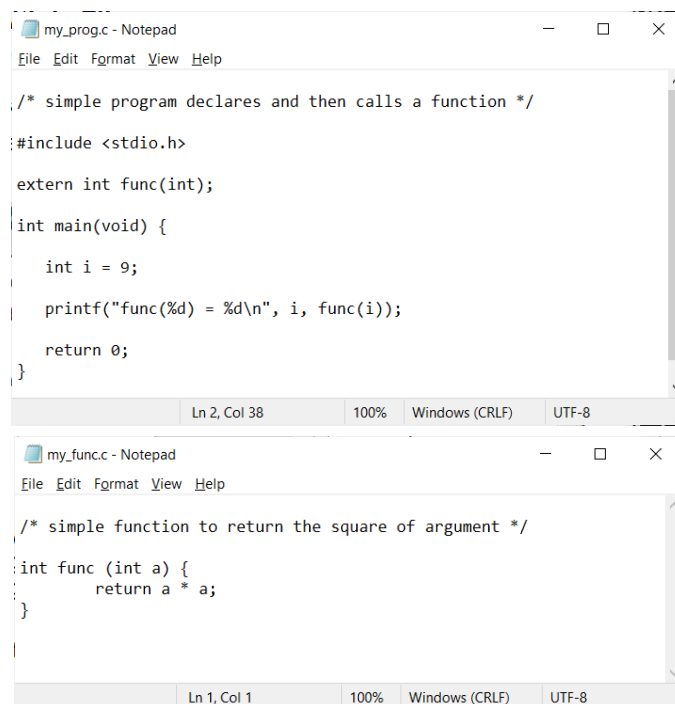 my_prog.c - Notepad
File Edit Format View Help
/* simple program declares and then calls a function */
#include <stdio.h>
extern int func(int);
int main(void) {
int i = 9;
printf("func(%d) = %d\n", i, func(i));
return 0;
}
Ln 2, Col 38 100% Windows (CRLF) UTF-8
my_func.c - Notepad
File Edit Format View Help
/* simple function to return the square of argument */
int func (int a) {
return a * a;
}
Ln 1, Col 1 100% Windows (CRLF) UTF-8